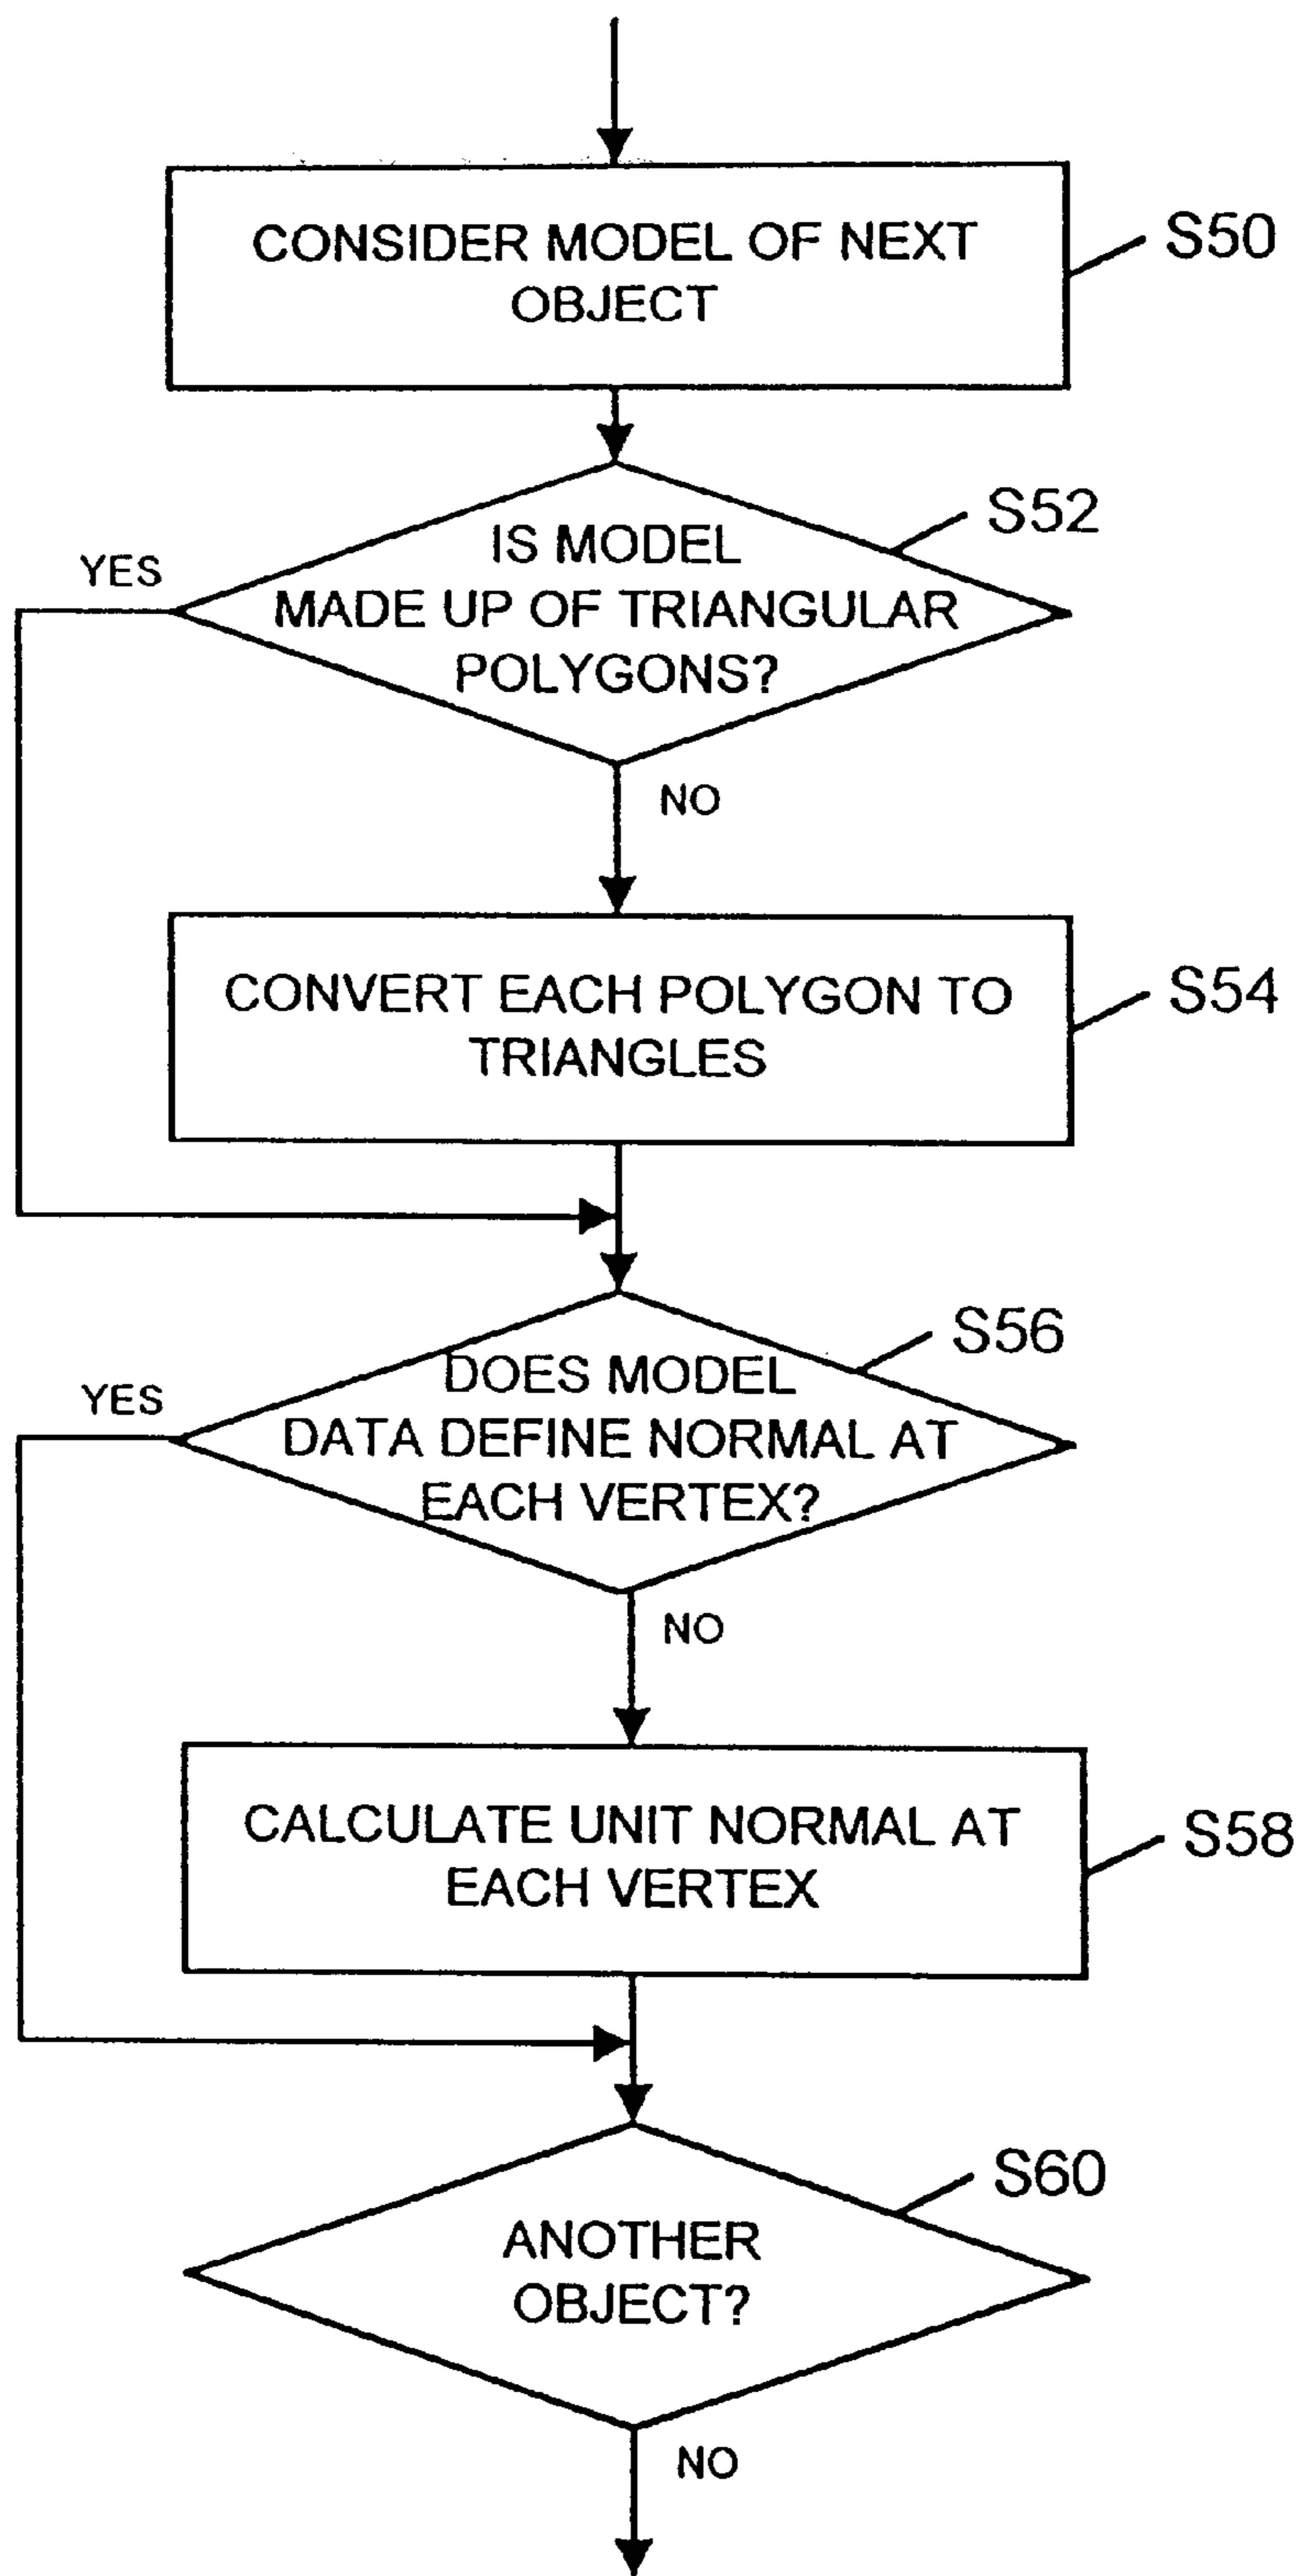 CONSIDER MODEL OF NEXT
OBJECT
S50
IS MODEL
MADE UP OF TRIANGULAR
POLYGONS?
S52
YES
NO
CONVERT EACH POLYGON TO
TRIANGLES
S54
DOES MODEL
DATA DEFINE NORMAL AT
EACH VERTEX?
S56
YES
NO
CALCULATE UNIT NORMAL AT
EACH VERTEX
S58
ANOTHER
OBJECT?
S60
NO